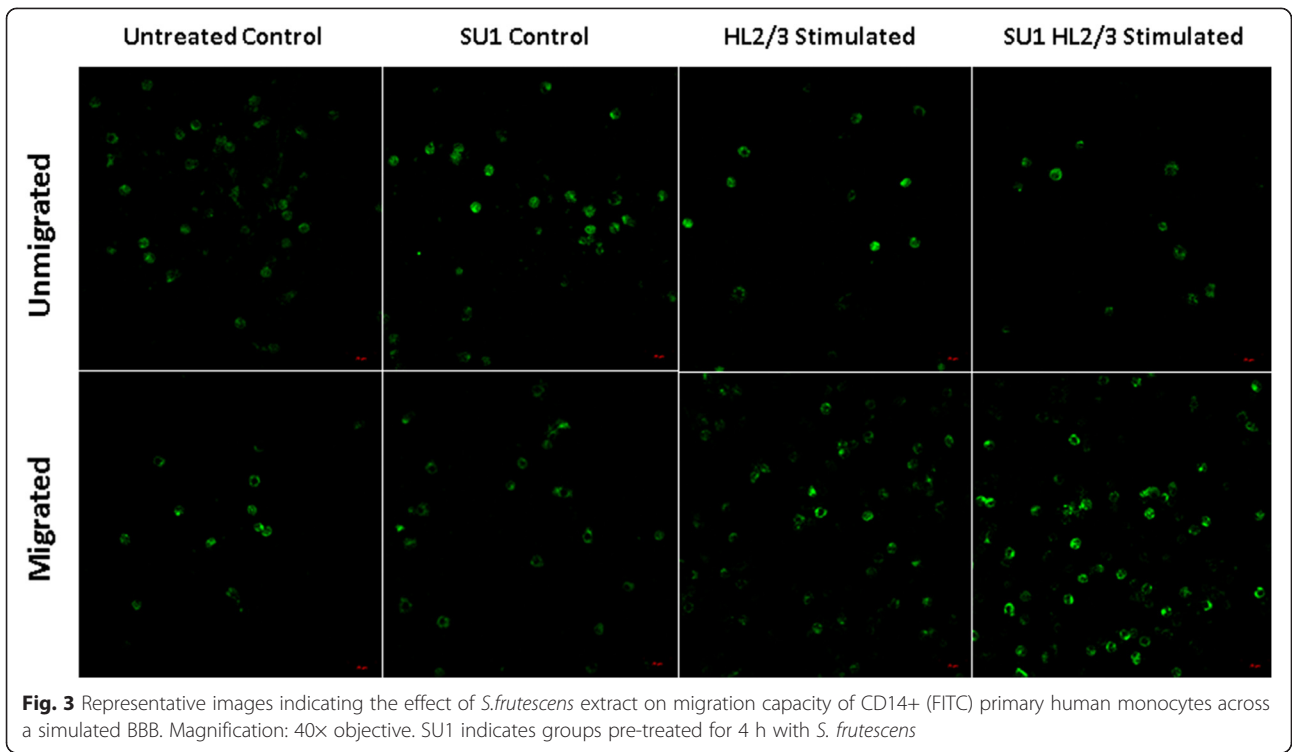 Untreated Control
SU1 Control
HL2/3 Stimulated
SU1 HL2/3 Stimulated
Unmigrated
Migrated
Fig. 3 Representative images indicating the effect of S.frutescens extract on migration capacity of CD14+ (FITC) primary human monocytes across
a simulated BBB. Magnification: 40× objective. SU1 indicates groups pre-treated for 4 h with S. frutescens